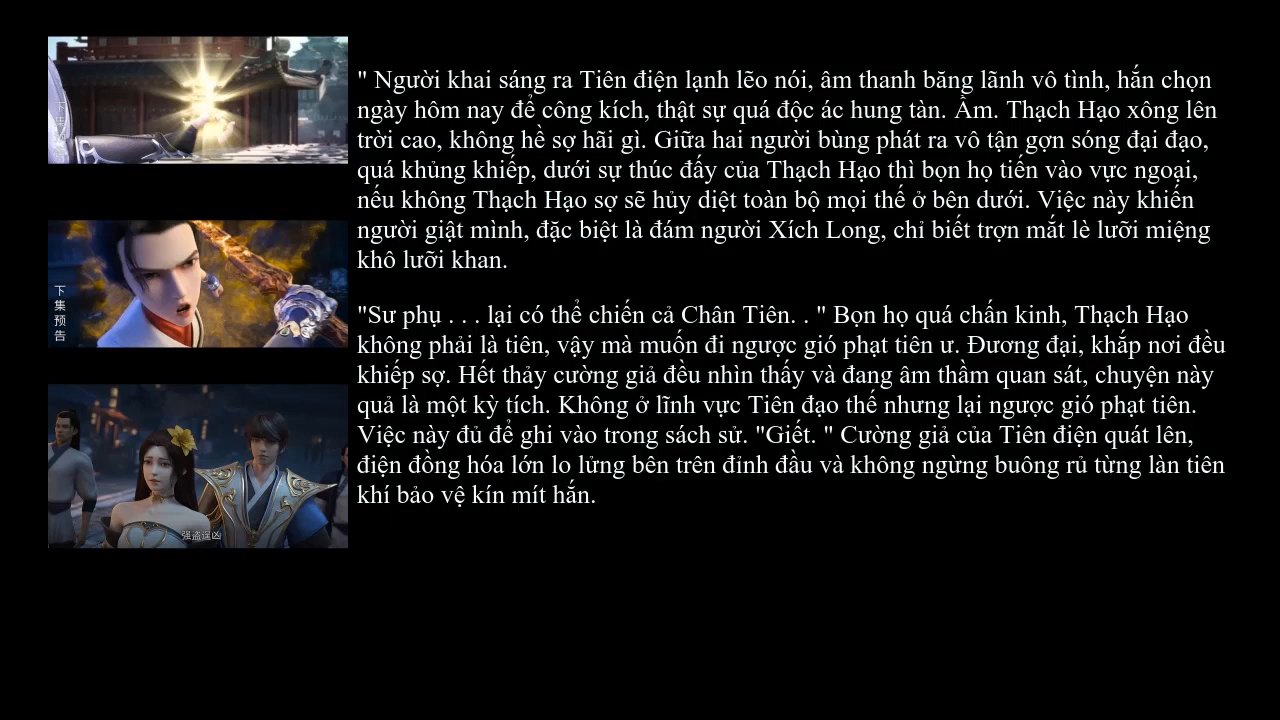 " Người khai sáng ra Tiên điện lạnh lẽo nói, âm thanh băng lãnh vô tình, hắn chọn
ngày hôm nay để công kích, thật sự quá độc ác hung tàn. Ầm. Thạch Hạo xông lên
trời cao, không hề sợ hãi gì. Giữa hai người bùng phát ra vô tận gợn sóng đại đạo,
quá khủng khiếp, dưới sự thúc đẩy của Thạch Hạo thì bọn họ tiến vào vực ngoại,
nếu không Thạch Hạo sợ sẽ hủy diệt toàn bộ mọi thế ở bên dưới. Việc này khiến
người giật mình, đặc biệt là đám người Xích Long, chỉ biết trợn mắt lè lưỡi miệng
khô lưỡi khan.
"Sư phụ . . . lại có thể chiến cả Chân Tiên. . " Bọn họ quá chấn kinh, Thạch Hạo
không phải là tiên, vậy mà muốn đi ngược gió phạt tiên ư. Đương đại, khắp nơi đều
khiếp sợ. Hết thảy cường giả đều nhìn thấy và đang âm thầm quan sát, chuyện này
quả là một kỳ tích. Không ở lĩnh vực Tiên đạo thế nhưng lại ngược gió phạt tiên.
Việc này đủ để ghi vào trong sách sử. "Giết. " Cường giả của Tiên điện quát lên,
điện đồng hóa lớn lo lửng bên trên đỉnh đầu và không ngừng buông rủ từng làn tiên
khí bảo vệ kín mít hắn.
下集预告
强盗逞凶